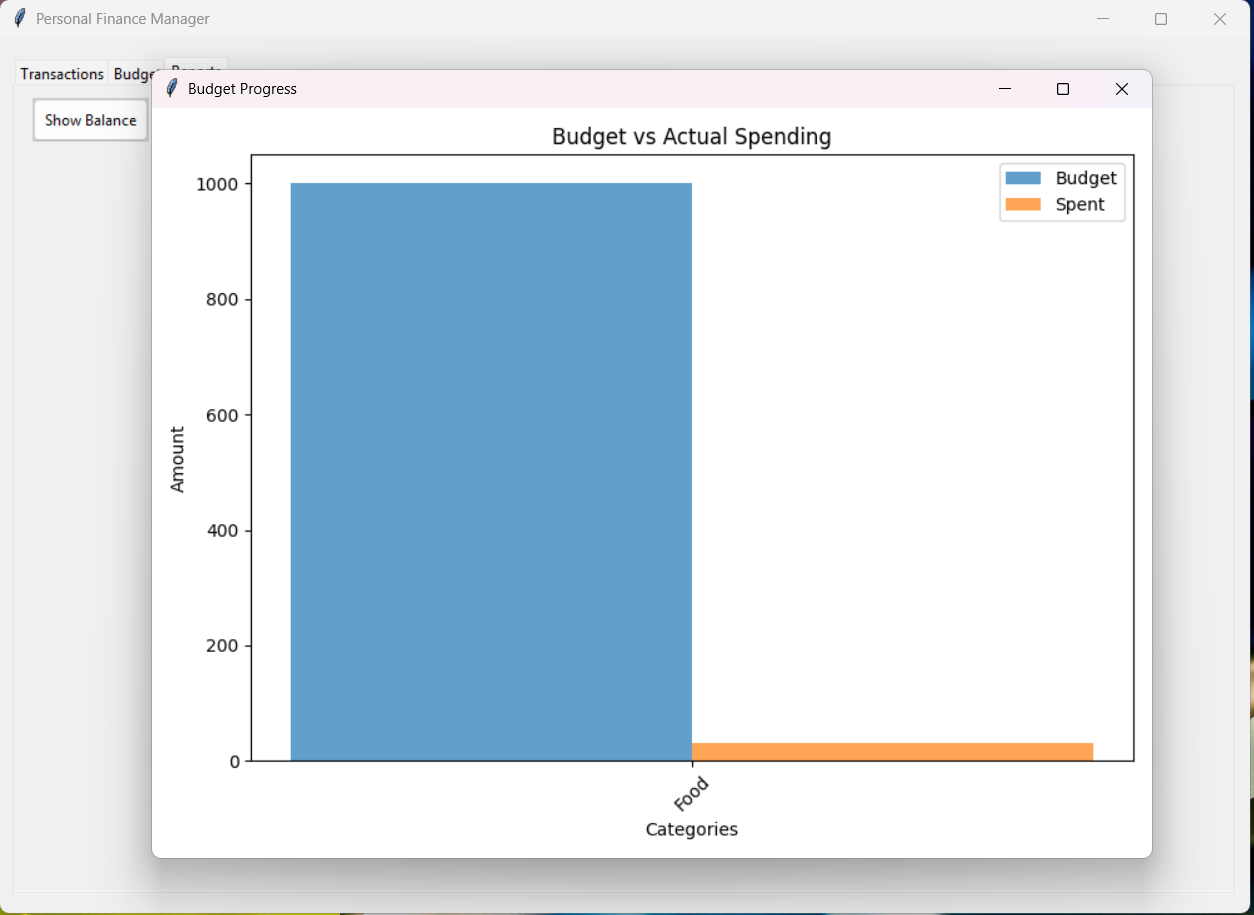 Personal Finance Manager
Transactions
Show Balance
Budget Progress
Budget vs Actual Spending
Budget
Spent
1000
800
600
400
200
0
Amount
Food
Categories